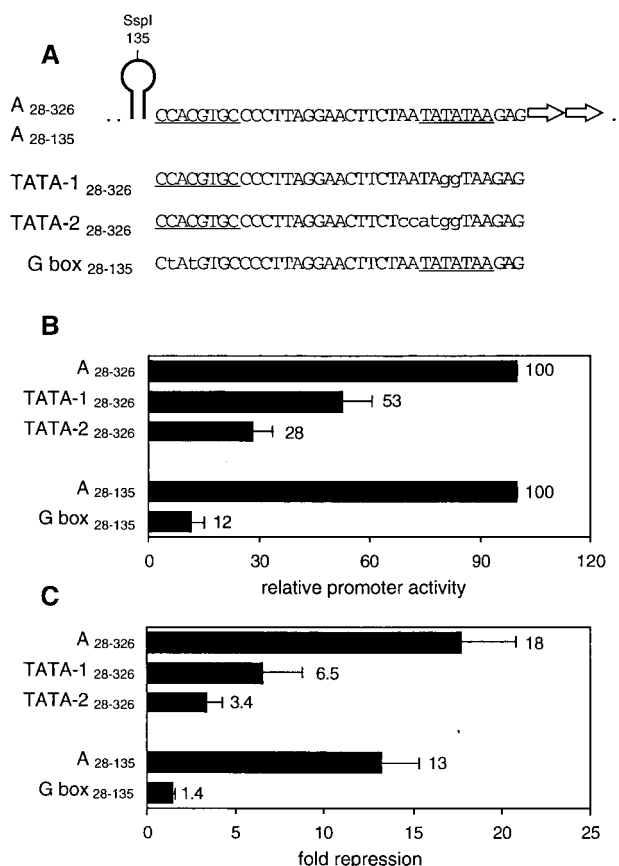 SspI
135
A
A 28-326 . . CCACGTGCCCCTTAGGAACTTCTAATATATAAGAG .
A 28-135
TATA-1 28-326 CCACGTGCCCCTTAGGAACTTCTAATAggTAAGAG
TATA-2 28-326 CCACGTGCCCCTTAGGAACTTCTccatggTAAGAG
G box 28-135 CtAtGTGCCCCTTAGGAACTTCTAATATATAAGAG
B
A 28-326 100
TATA-1 28-326 53
TATA-2 28-326 28
A 28-135 100
G box 28-135 12
0 30 60 90 120
relative promoter activity
C
A 28-326 18
TATA-1 28-326 6.5
TATA-2 28-326 3.4
A 28-135 13
G box 28-135 1.4
0 5 10 15 20 25
fold repression